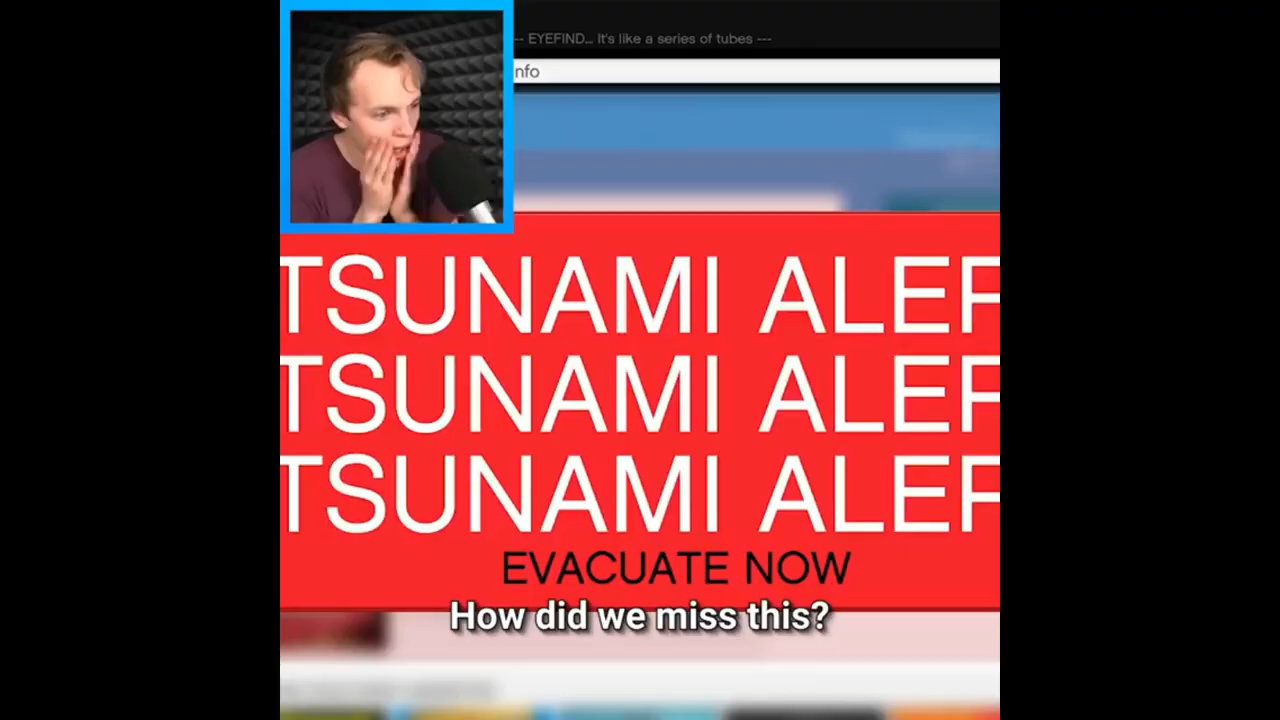 -- EYEFIND... It's like a series of tubes ---
nfo
TSUNAMI ALER
TSUNAMI ALER
TSUNAMI ALER
EVACUATE NOW
How did we miss this?